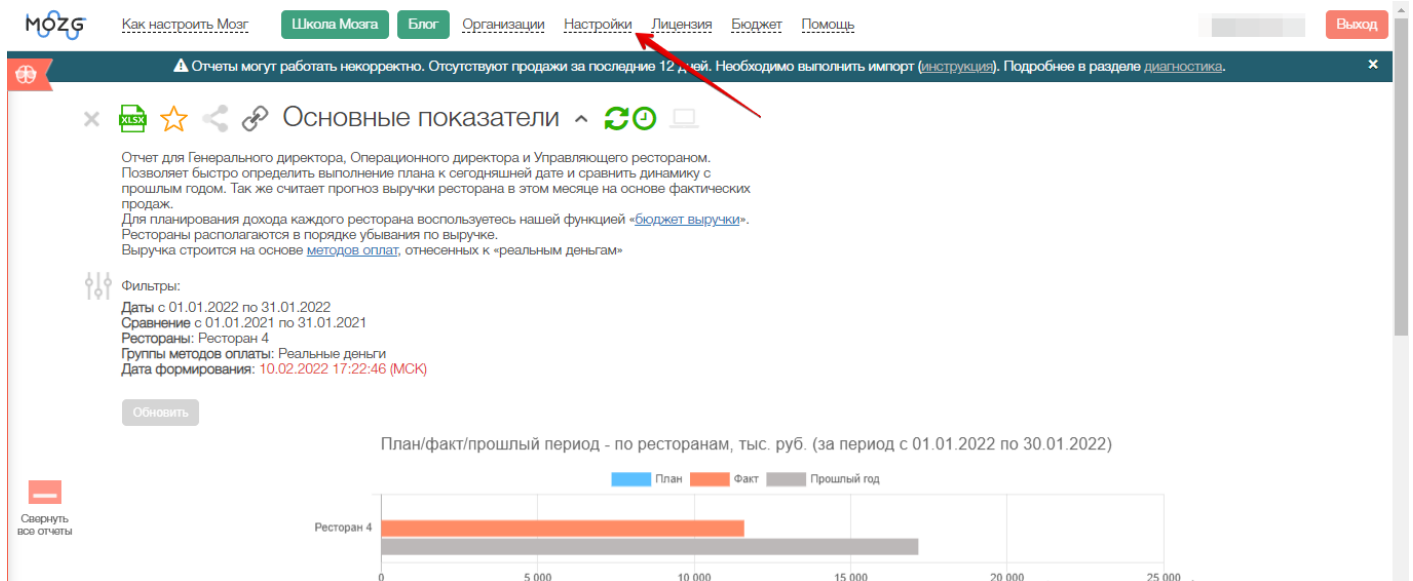 MOZG Как настроить Мозг Школа Мозга Блог Организации Настройки Лицензия Бюджет Помощь Выход
Отчеты могут работать некорректно. Отсутствуют продажи за последние 12 дней. Необходимо выполнить импорт (инструкция). Подробнее в разделе диагностика. ×
XLSX Основные показатели
Отчет для Генерального директора, Операционного директора и Управляющего рестораном.
Позволяет быстро определить выполнение плана к сегодняшней дате и сравнить динамику с
прошлым годом. Так же считает прогноз выручки ресторана в этом месяце на основе фактических
продаж.
Для планирования дохода каждого ресторана воспользуетесь нашей функцией «бюджет выручки».
Рестораны располагаются в порядке убывания по выручке.
Выручка строится на основе методов оплат, отнесенных к «реальным деньгам»
Фильтры:
Даты с 01.01.2022 по 31.01.2022
Сравнение с 01.01.2021 по 31.01.2021
Рестораны: Ресторан 4
Группы методов оплаты: Реальные деньги
Дата формирования: 10.02.2022 17:22:46 (МСК)
Обновить
План/факт/прошлый период - по ресторанам, тыс. руб. (за период с 01.01.2022 по 30.01.2022)
План Факт Прошлый год
Свернуть
все отчеты
Ресторан 4
0 5 000 10 000 15 000 20 000 25 000